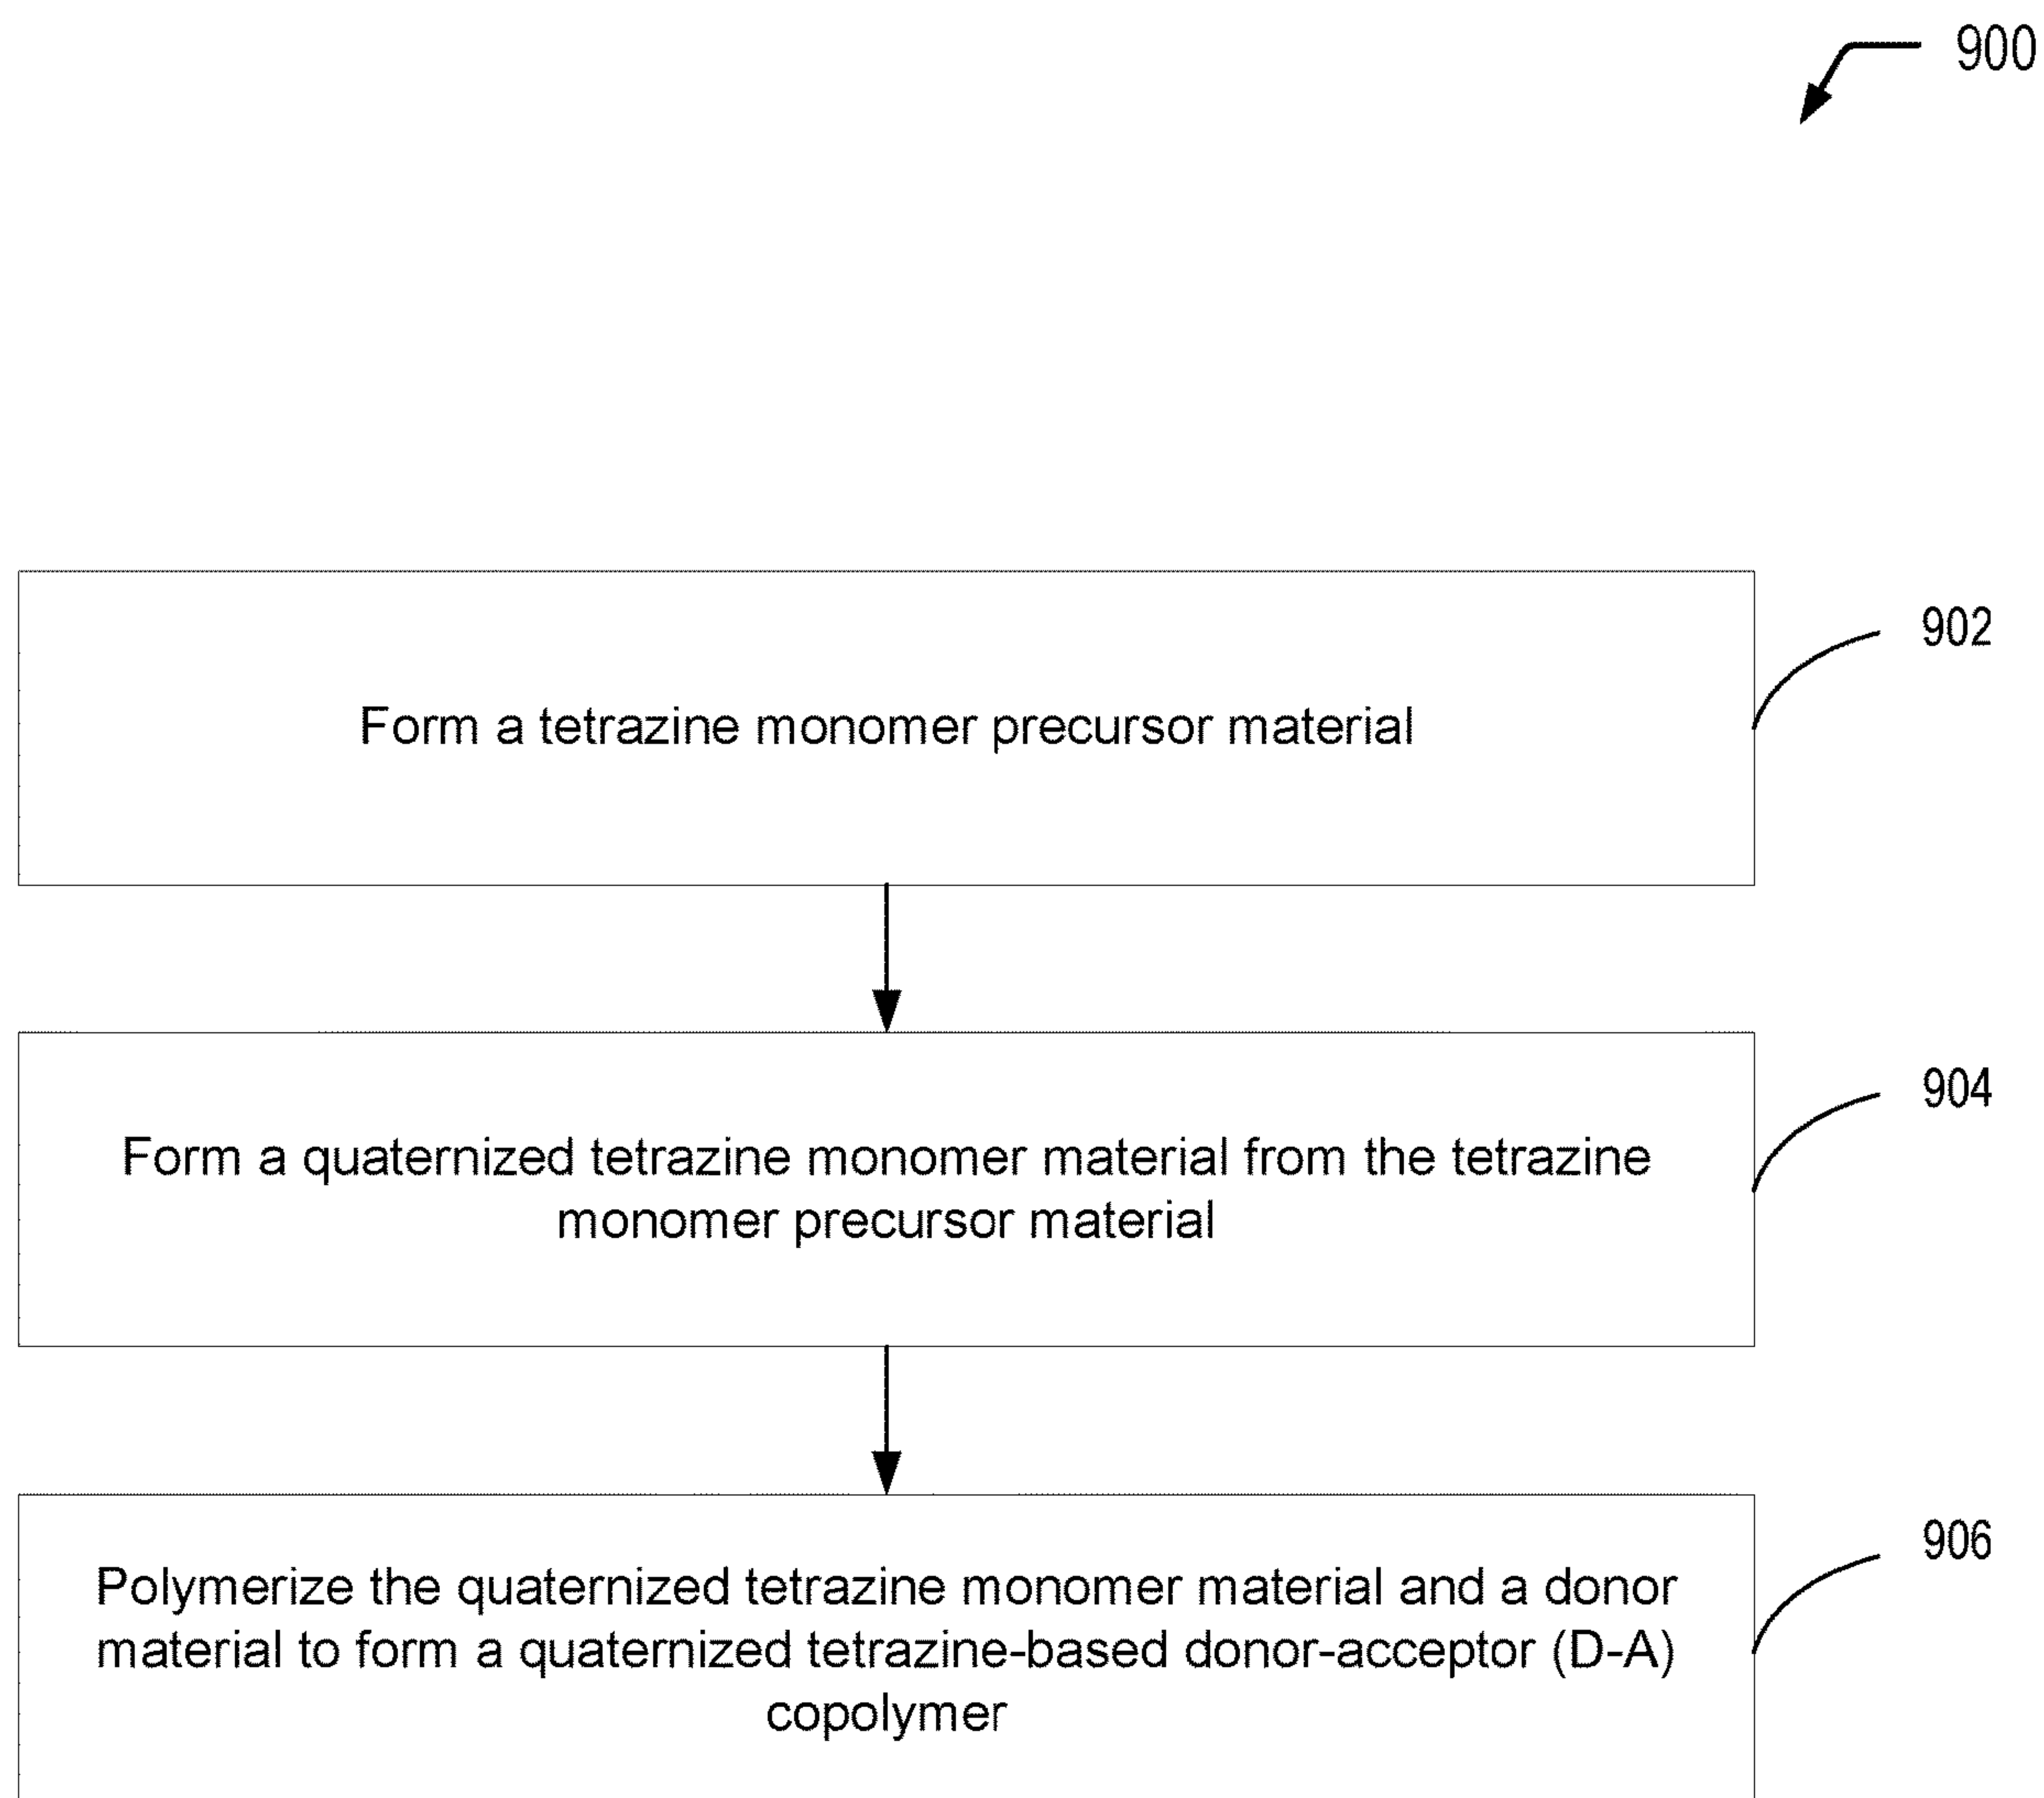 900
902
Form a tetrazine monomer precursor material
904
Form a quaternized tetrazine monomer material from the tetrazine
monomer precursor material
906
Polymerize the quaternized tetrazine monomer material and a donor
material to form a quaternized tetrazine-based donor-acceptor (D-A)
copolymer